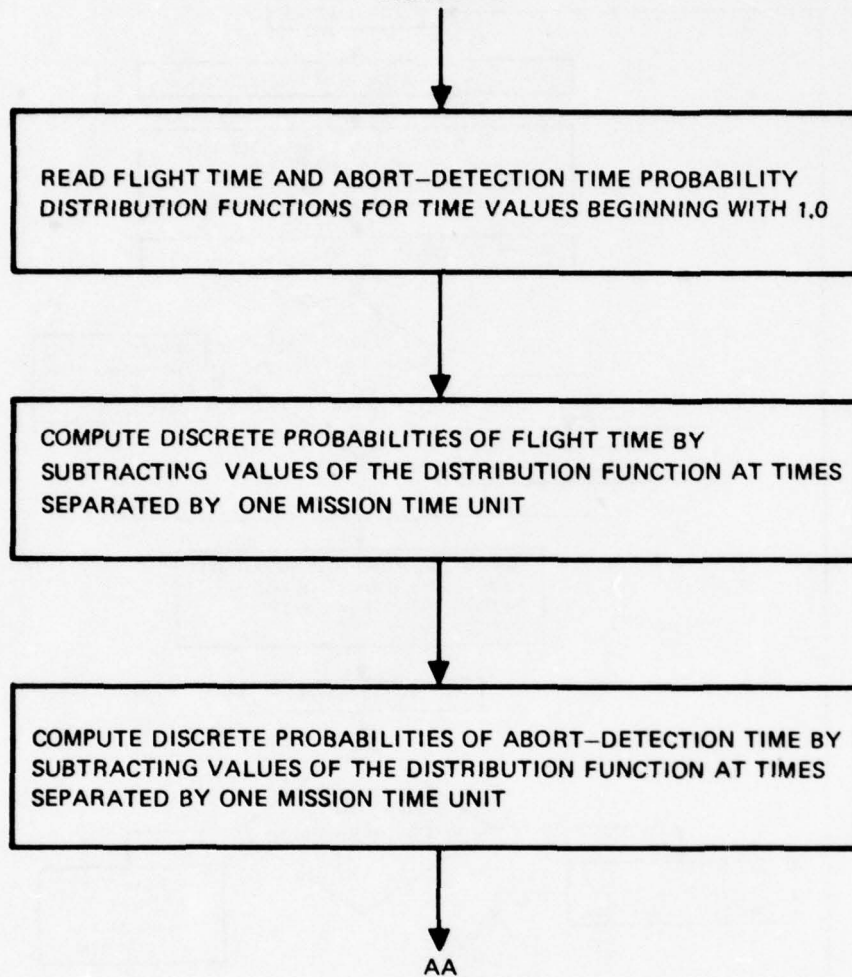 READ FLIGHT TIME AND ABORT–DETECTION TIME PROBABILITY
DISTRIBUTION FUNCTIONS FOR TIME VALUES BEGINNING WITH 1.0
COMPUTE DISCRETE PROBABILITIES OF FLIGHT TIME BY
SUBTRACTING VALUES OF THE DISTRIBUTION FUNCTION AT TIMES
SEPARATED BY ONE MISSION TIME UNIT
COMPUTE DISCRETE PROBABILITIES OF ABORT–DETECTION TIME BY
SUBTRACTING VALUES OF THE DISTRIBUTION FUNCTION AT TIMES
SEPARATED BY ONE MISSION TIME UNIT
AA